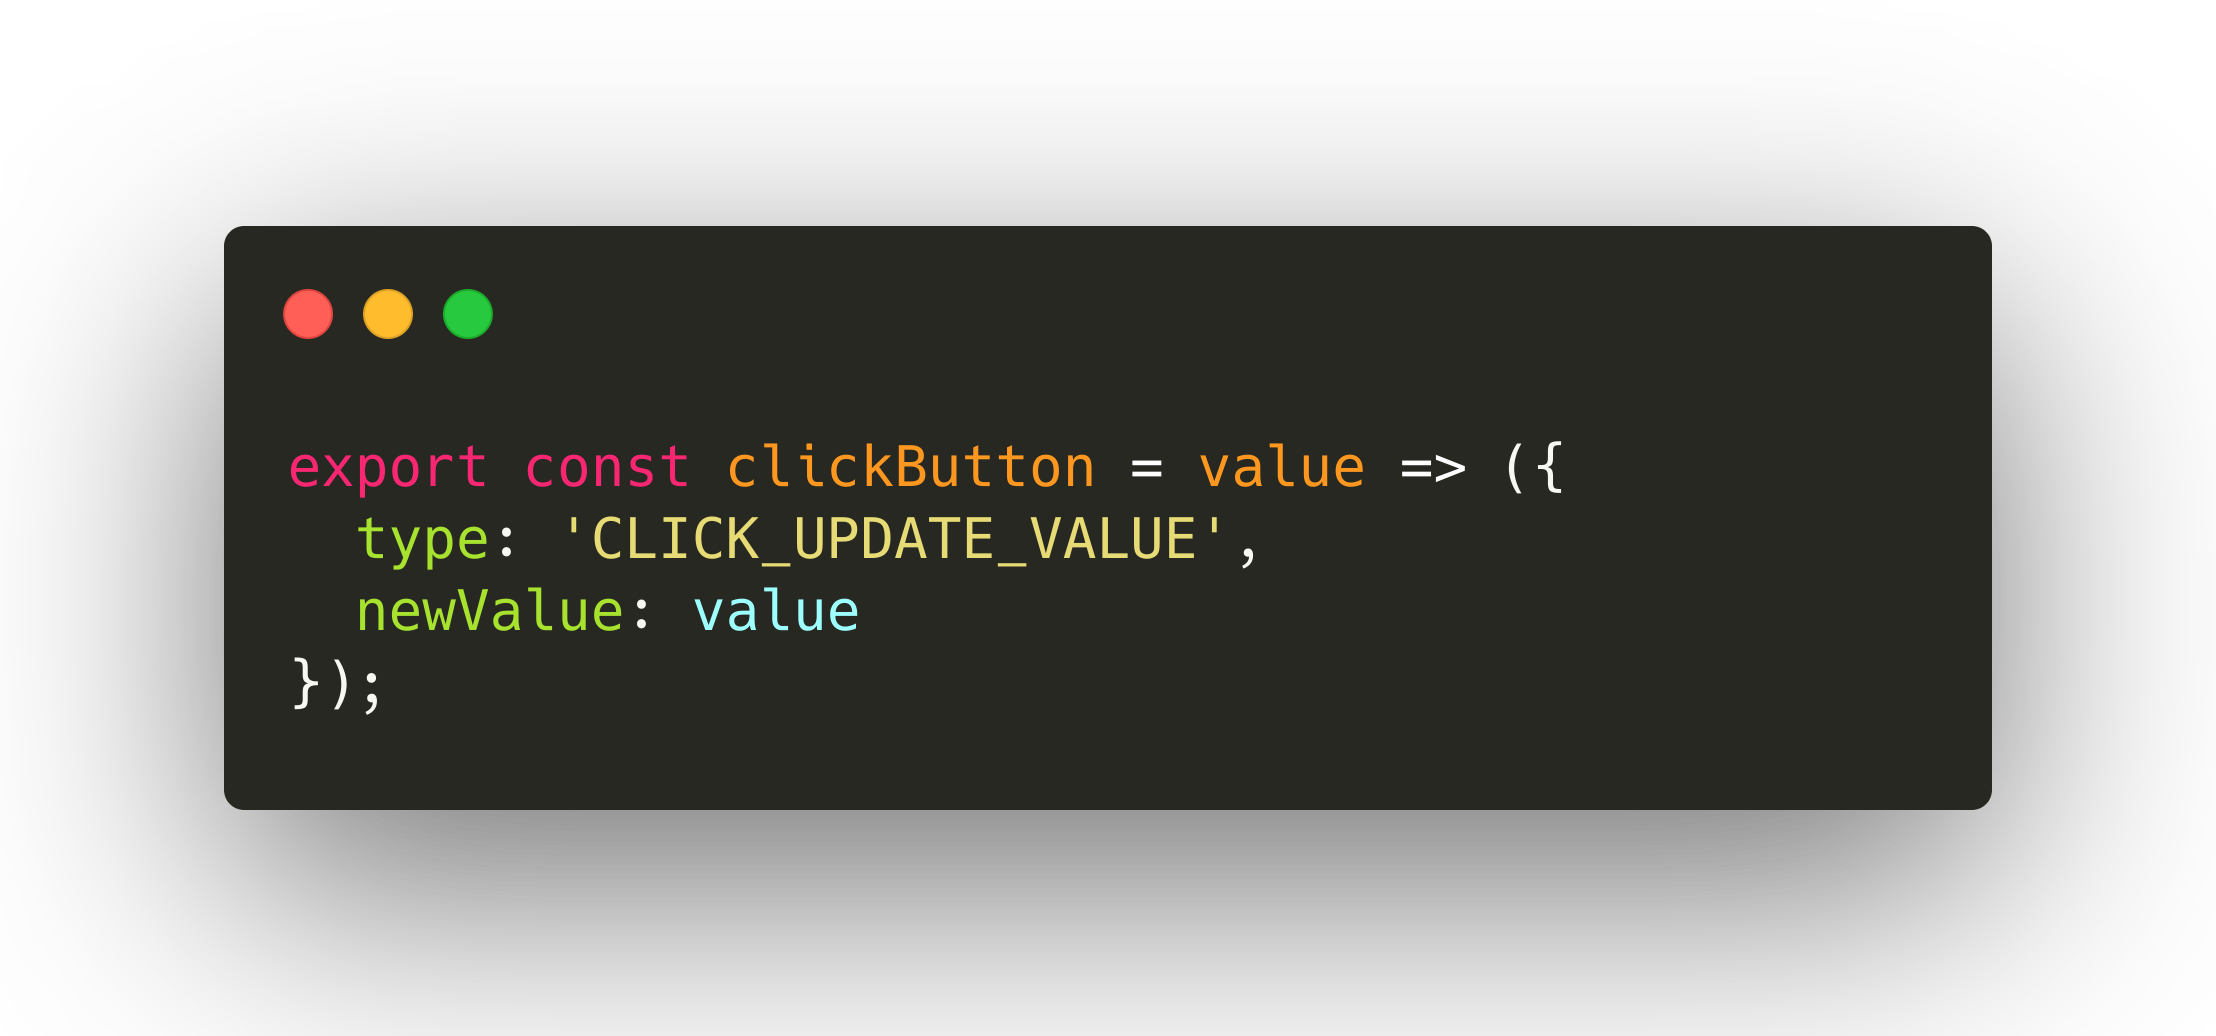 export const clickButton = value => ({
  type: 'CLICK_UPDATE_VALUE',
  newValue: value
});